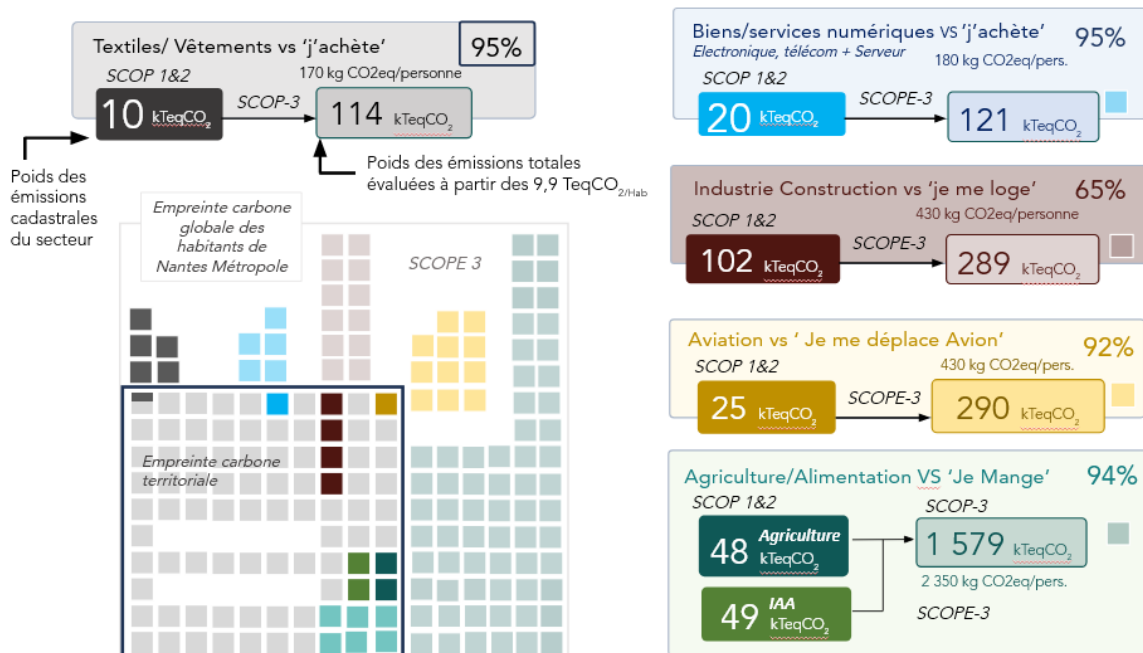 Textiles/ Vêtements vs ‘j’achète’ 95%
SCOP 1&2
170 kg CO2eq/personne
10 kTeqCO2
SCOP-3
114 kTeqCO2
Poids des
émissions
cadastrales
du secteur
Poids des émissions totales
évaluées à partir des 9,9 TeqCO2/Hab
Empreinte carbone
globale des
habitants de
Nantes Métropole
SCOPE 3
Empreinte carbone
territoriale
Biens/services numériques VS ‘j’achète’ 95%
Electronique, télécom + Serveur
180 kg CO2eq/pers.
SCOP 1&2
20 kTeqCO2
SCOPE-3
121 kTeqCO2
Industrie Construction vs ‘je me loge’ 65%
SCOP 1&2
430 kg CO2eq/personne
102 kTeqCO2
SCOPE-3
289 kTeqCO2
Aviation vs ‘ Je me déplace Avion’ 92%
SCOP 1&2
430 kg CO2eq/pers.
25 kTeqCO2
SCOPE-3
290 kTeqCO2
Agriculture/Alimentation VS ‘Je Mange’ 94%
SCOP 1&2
SCOP-3
48 Agriculture
kTeqCO2
1 579 kTeqCO2
2 350 kg CO2eq/pers.
49 IAA
kTeqCO2
SCOPE-3